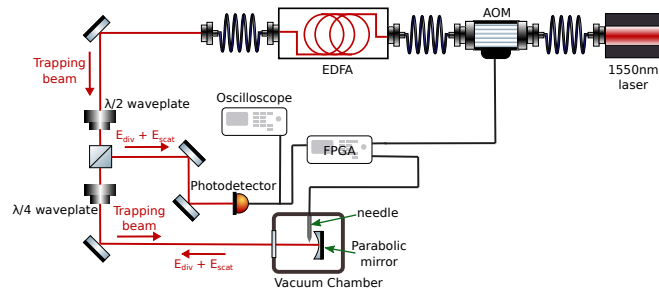 AOM
EDFA
1550nm
laser
Trapping
beam
λ/2 waveplate
Oscilloscope
E_div + E_scat
FPGA
Photodetector
λ/4 waveplate
Trapping
beam
needle
Parabolic
mirror
E_div + E_scat
Vacuum Chamber